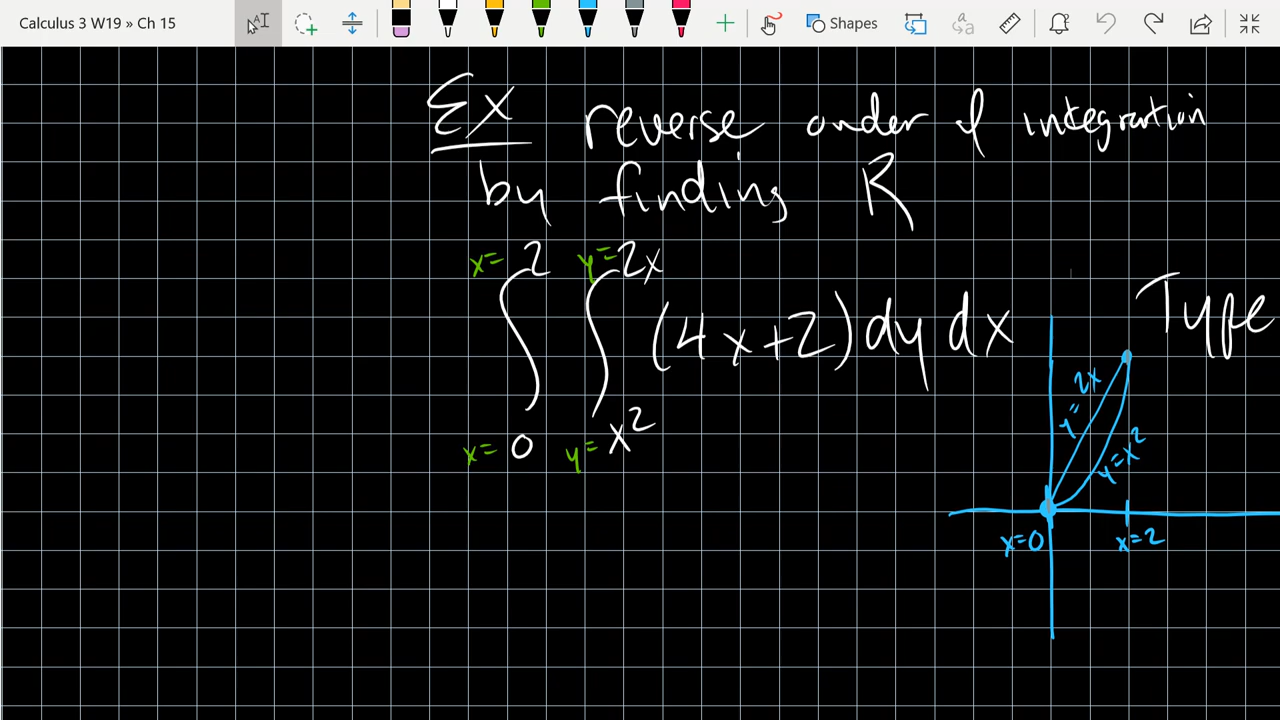 Calculus 3 W19 » Ch 15
Shapes
Ex reverse order of integration
by finding R
x= 2 y= 2x
∫ ∫ (4x+2) dy dx
x= 0 y= x²
Type
y=2x
y=x²
x=0 x=2